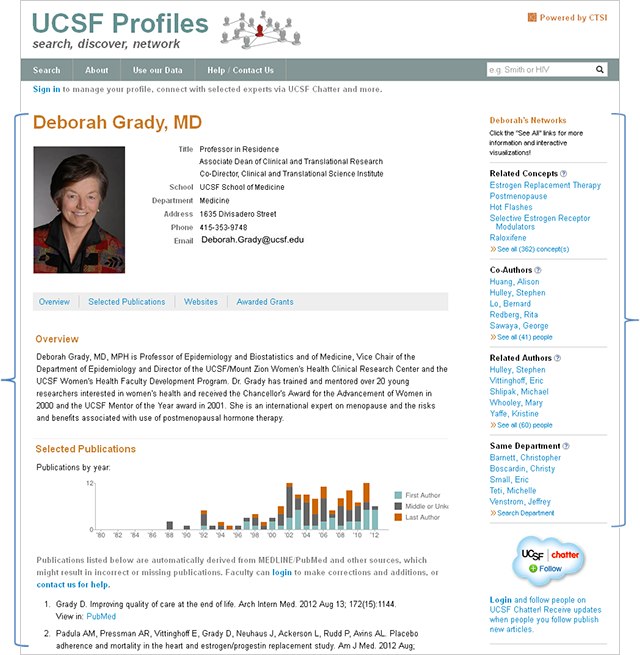 UCSF Profiles
search, discover, network
Powered by CTSI
Search
About
Use our Data
Help / Contact Us
e.g. Smith or HIV
Sign in to manage your profile, connect with selected experts via UCSF Chatter and more.
Deborah Grady, MD
Title Professor in Residence
Associate Dean of Clinical and Translational Research
Co-Director, Clinical and Translational Science Institute
School UCSF School of Medicine
Department Medicine
Address 1635 Divisadero Street
Phone 415-353-9748
Email Deborah.Grady@ucsf.edu
Overview
Selected Publications
Websites
Awarded Grants
Overview
Deborah Grady, MD, MPH is Professor of Epidemiology and Biostatistics and of Medicine, Vice Chair of the
Department of Epidemiology and Director of the UCSF/Mount Zion Women's Health Clinical Research Center and the
UCSF Women's Health Faculty Development Program. Dr. Grady has trained and mentored over 20 young
researchers interested in women's health and received the Chancellor's Award for the Advancement of Women in
2000 and the UCSF Mentor of the Year award in 2001. She is an international expert on menopause and the risks
and benefits associated with use of postmenopausal hormone therapy.
Selected Publications
Publications by year:
12
0
'80 '82 '84 '86 '88 '90 '92 '94 '96 '98 '00 '02 '04 '06 '08 '10 '12
First Author
Middle or Unk
Last Author
Publications listed below are automatically derived from MEDLINE/PubMed and other sources, which
might result in incorrect or missing publications. Faculty can login to make corrections and additions, or
contact us for help.
1. Grady D. Improving quality of care at the end of life. Arch Intern Med. 2012 Aug 13; 172(15):1144.
View in: PubMed
2. Padula AM, Pressman AR, Vittinghoff E, Grady D, Neuhaus J, Ackerson L, Rudd P, Avins AL. Placebo
adherence and mortality in the heart and estrogen/progestin replacement study. Am J Med. 2012 Aug;
Deborah's Networks
Click the "See All" links for more
information and interactive
visualizations!
Related Concepts ?
Estrogen Replacement Therapy
Postmenopause
Hot Flashes
Selective Estrogen Receptor
Modulators
Raloxifene
See all (362) concept(s)
Co-Authors ?
Huang, Alison
Hulley, Stephen
Lo, Bernard
Redberg, Rita
Sawaya, George
See all (41) people
Related Authors ?
Hulley, Stephen
Vittinghoff, Eric
Shlipak, Michael
Whooley, Mary
Yaffe, Kristine
See all (60) people
Same Department ?
Barnett, Christopher
Boscardin, Christy
Small, Eric
Teti, Michelle
Venstrom, Jeffrey
Search Department
UCSF chatter
Follow
Login and follow people on
UCSF Chatter! Receive updates
when people you follow publish
new articles.